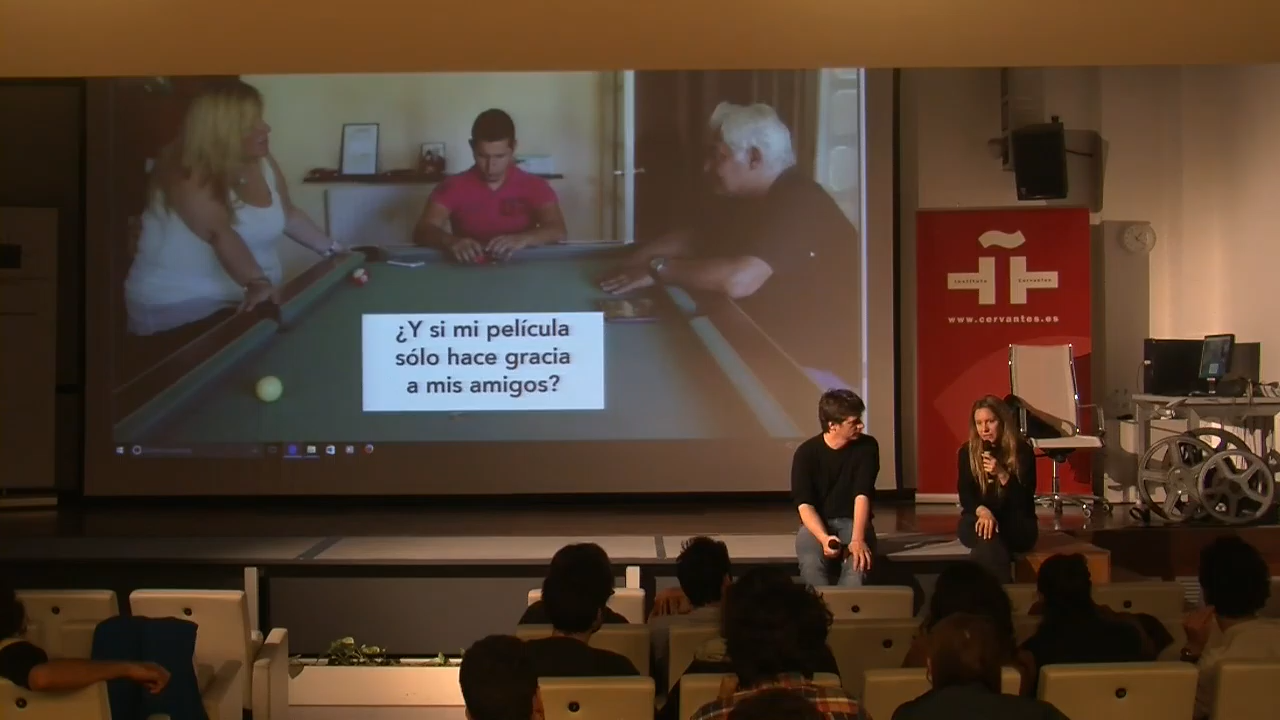 ¿Y si mi película
sólo hace gracia
a mis amigos?
Instituto Cervantes
www.cervantes.es